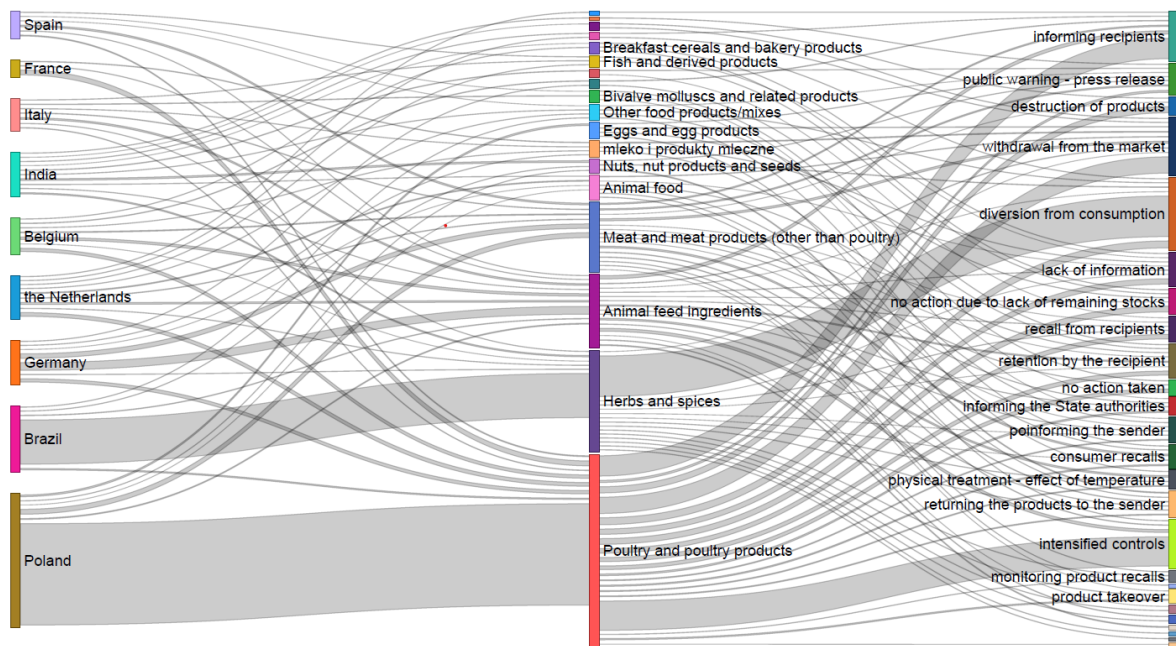 Spain
France
Italy
India
Belgium
the Netherlands
Germany
Brazil
Poland
Breakfast cereals and bakery products
Fish and derived products
Bivalve molluscs and related products
Other food products/mixes
Eggs and egg products
mleko i produkty mleczne
Nuts, nut products and seeds
Animal food
Meat and meat products (other than poultry)
Animal feed ingredients
Herbs and spices
Poultry and poultry products
informing recipients
public warning - press release
destruction of products
withdrawal from the market
diversion from consumption
lack of information
no action due to lack of remaining stocks
recall from recipients
retention by the recipient
no action taken
informing the State authorities
poinforming the sender
consumer recalls
physical treatment - effect of temperature
returning the products to the sender
intensified controls
monitoring product recalls
product takeover